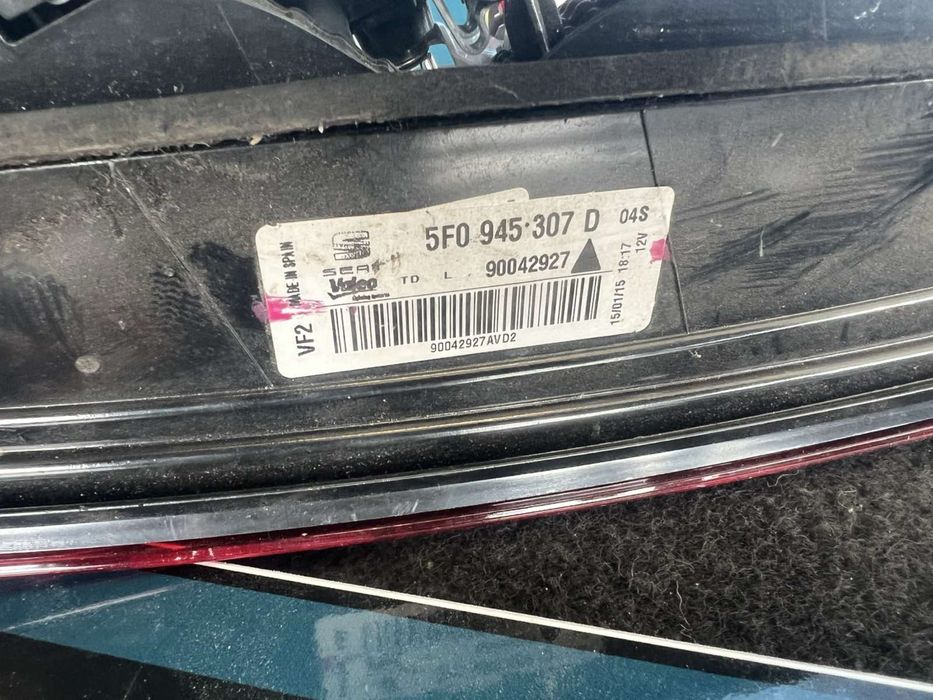 5F0 945·307 D 04S
MADE IN SPAIN
SEAT
Valeo
TD L 90042927
15/01/15 18:17
12V
VF2
90042927AVD2